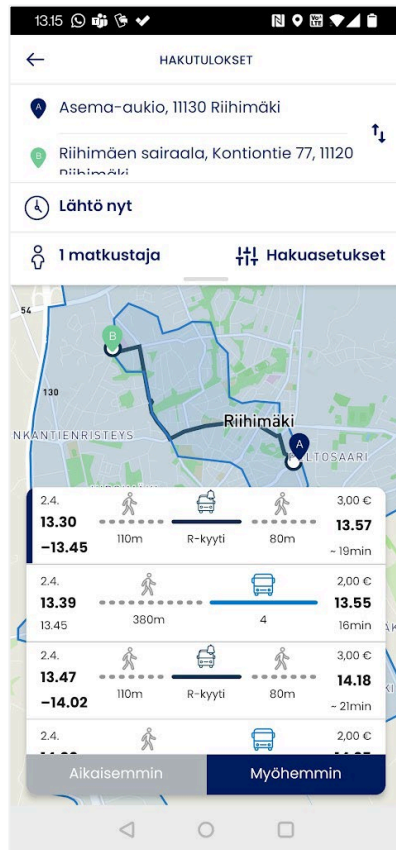 13.15
HAKUTULOKSET
A
Asema-aukio, 11130 Riihimäki
B
Riihimäen sairaala, Kontiontie 77, 11120
Riihimäki
Lähtö nyt
1 matkustaja
Hakuasetukset
54
B
130
Riihimäki
A
NKANTIENRISTEYS
LTOSAARI
2.4.
3,00 €
13.30
13.57
–13.45
110m
R-kyyti
80m
~ 19min
2.4.
2,00 €
13.39
13.55
13.45
380m
4
16min
2.4.
3,00 €
13.47
14.18
–14.02
110m
R-kyyti
80m
~ 21min
2.4.
2,00 €
Aikaisemmin
Myöhemmin